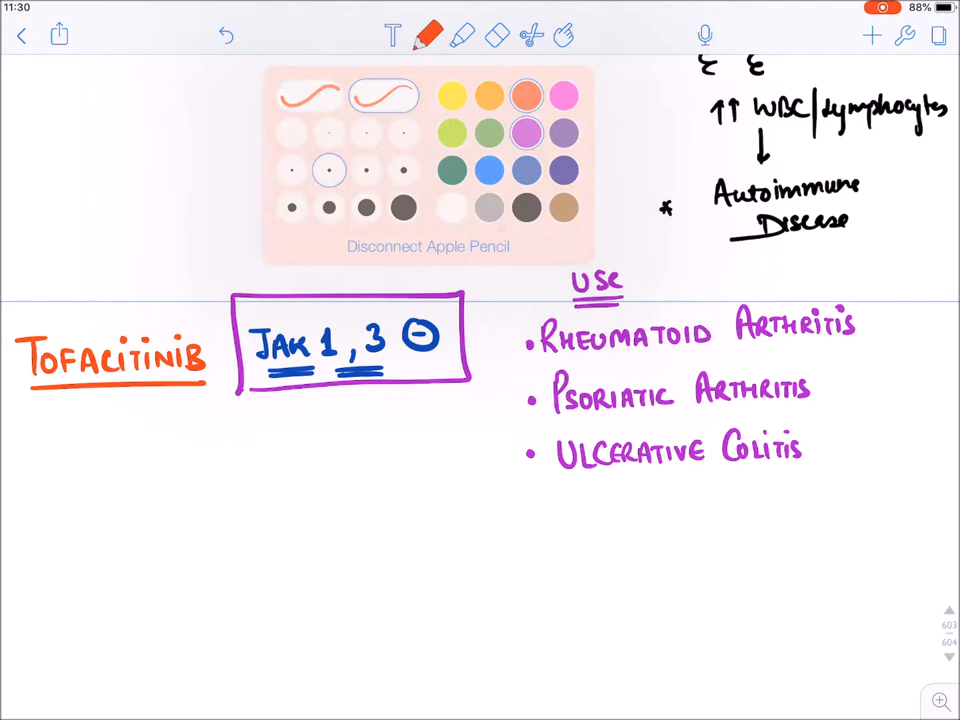 11:30
88%
T
ε ε
↑↑ WBC/Lymphocytes
↓
* Autoimmune
Disease
Disconnect Apple Pencil
USE
TOFACITINIB
JAK 1, 3 ⊖
• RHEUMATOID ARTHRITIS
• PSORIATIC ARTHRITIS
• ULCERATIVE COLITIS
603
604